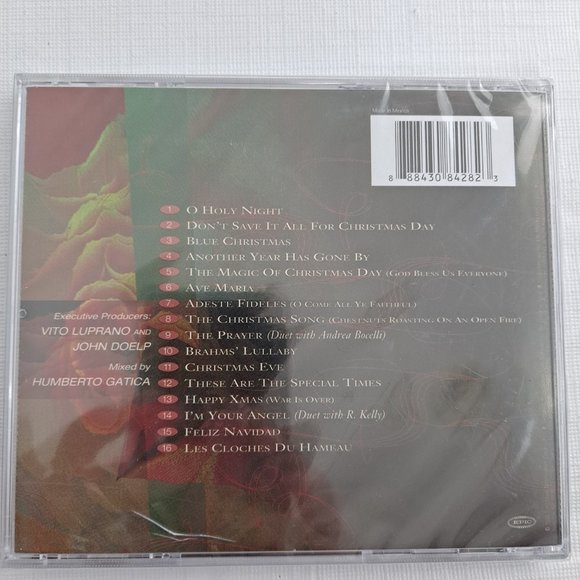 Made in Mexico
8 88430 84282 3
1 O Holy Night
2 Don't Save It All For Christmas Day
3 Blue Christmas
4 Another Year Has Gone By
5 The Magic Of Christmas Day (God Bless Us Everyone)
6 Ave Maria
7 Adeste Fideles (O Come All Ye Faithful)
8 The Christmas Song (Chestnuts Roasting On An Open Fire)
9 The Prayer (Duet with Andrea Bocelli)
10 Brahms' Lullaby
11 Christmas Eve
12 These Are The Special Times
13 Happy Xmas (War Is Over)
14 I'm Your Angel (Duet with R. Kelly)
15 Feliz Navidad
16 Les Cloches Du Hameau
Executive Producers:
VITO LUPRANO AND
JOHN DOELP
Mixed by
HUMBERTO GATICA
EPIC